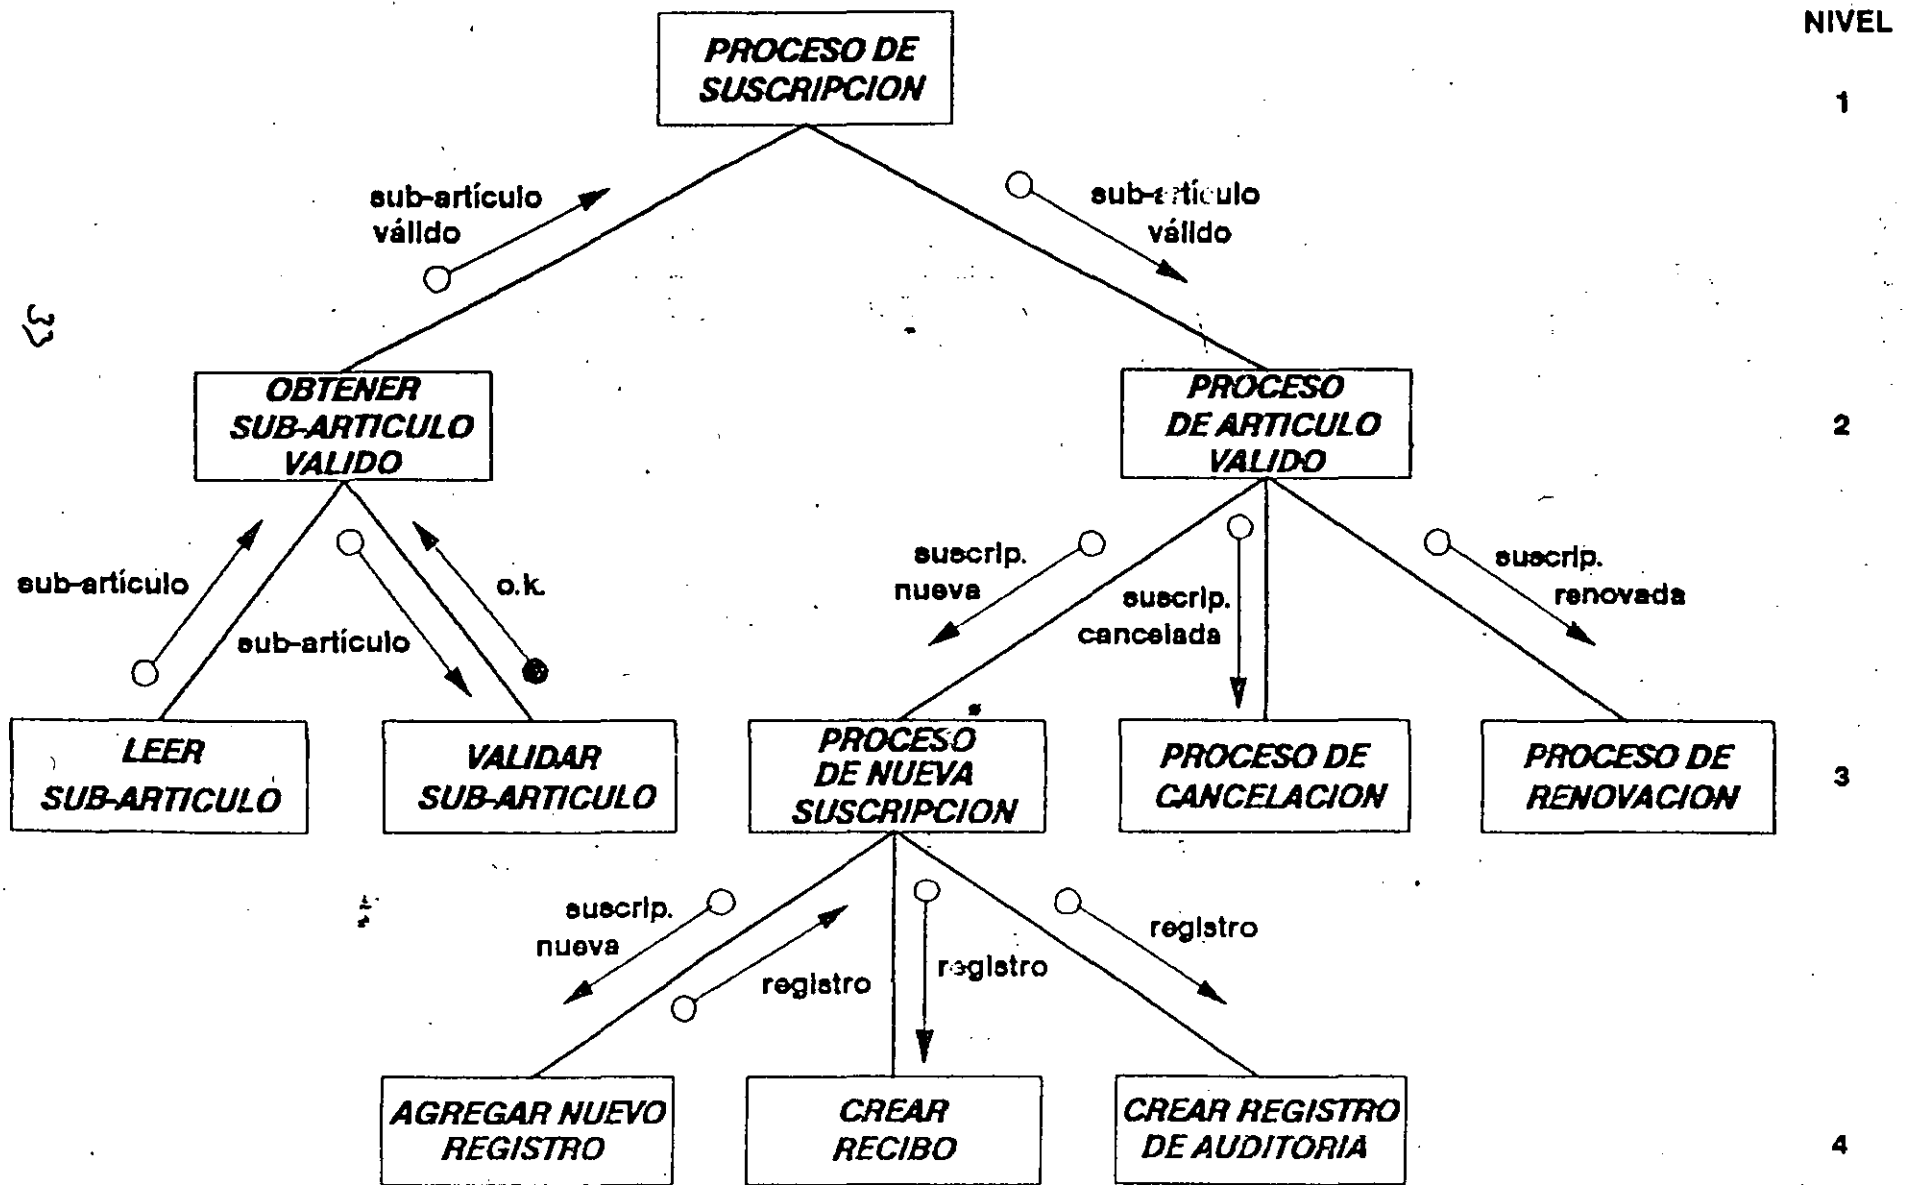 NIVEL
PROCESO DE
SUSCRIPCION
1
sub-artículo
válido
sub-artículo
válido
33
OBTENER
SUB-ARTICULO
VALIDO
PROCESO
DE ARTICULO
VALIDO
2
sub-artículo
sub-artículo
o.k.
suscrip.
nueva
suscrip.
cancelada
suscrip.
renovada
LEER
SUB-ARTICULO
VALIDAR
SUB-ARTICULO
PROCESO
DE NUEVA
SUSCRIPCION
PROCESO DE
CANCELACION
PROCESO DE
RENOVACION
3
suscrip.
nueva
registro
registro
registro
AGREGAR NUEVO
REGISTRO
CREAR
RECIBO
CREAR REGISTRO
DE AUDITORIA
4